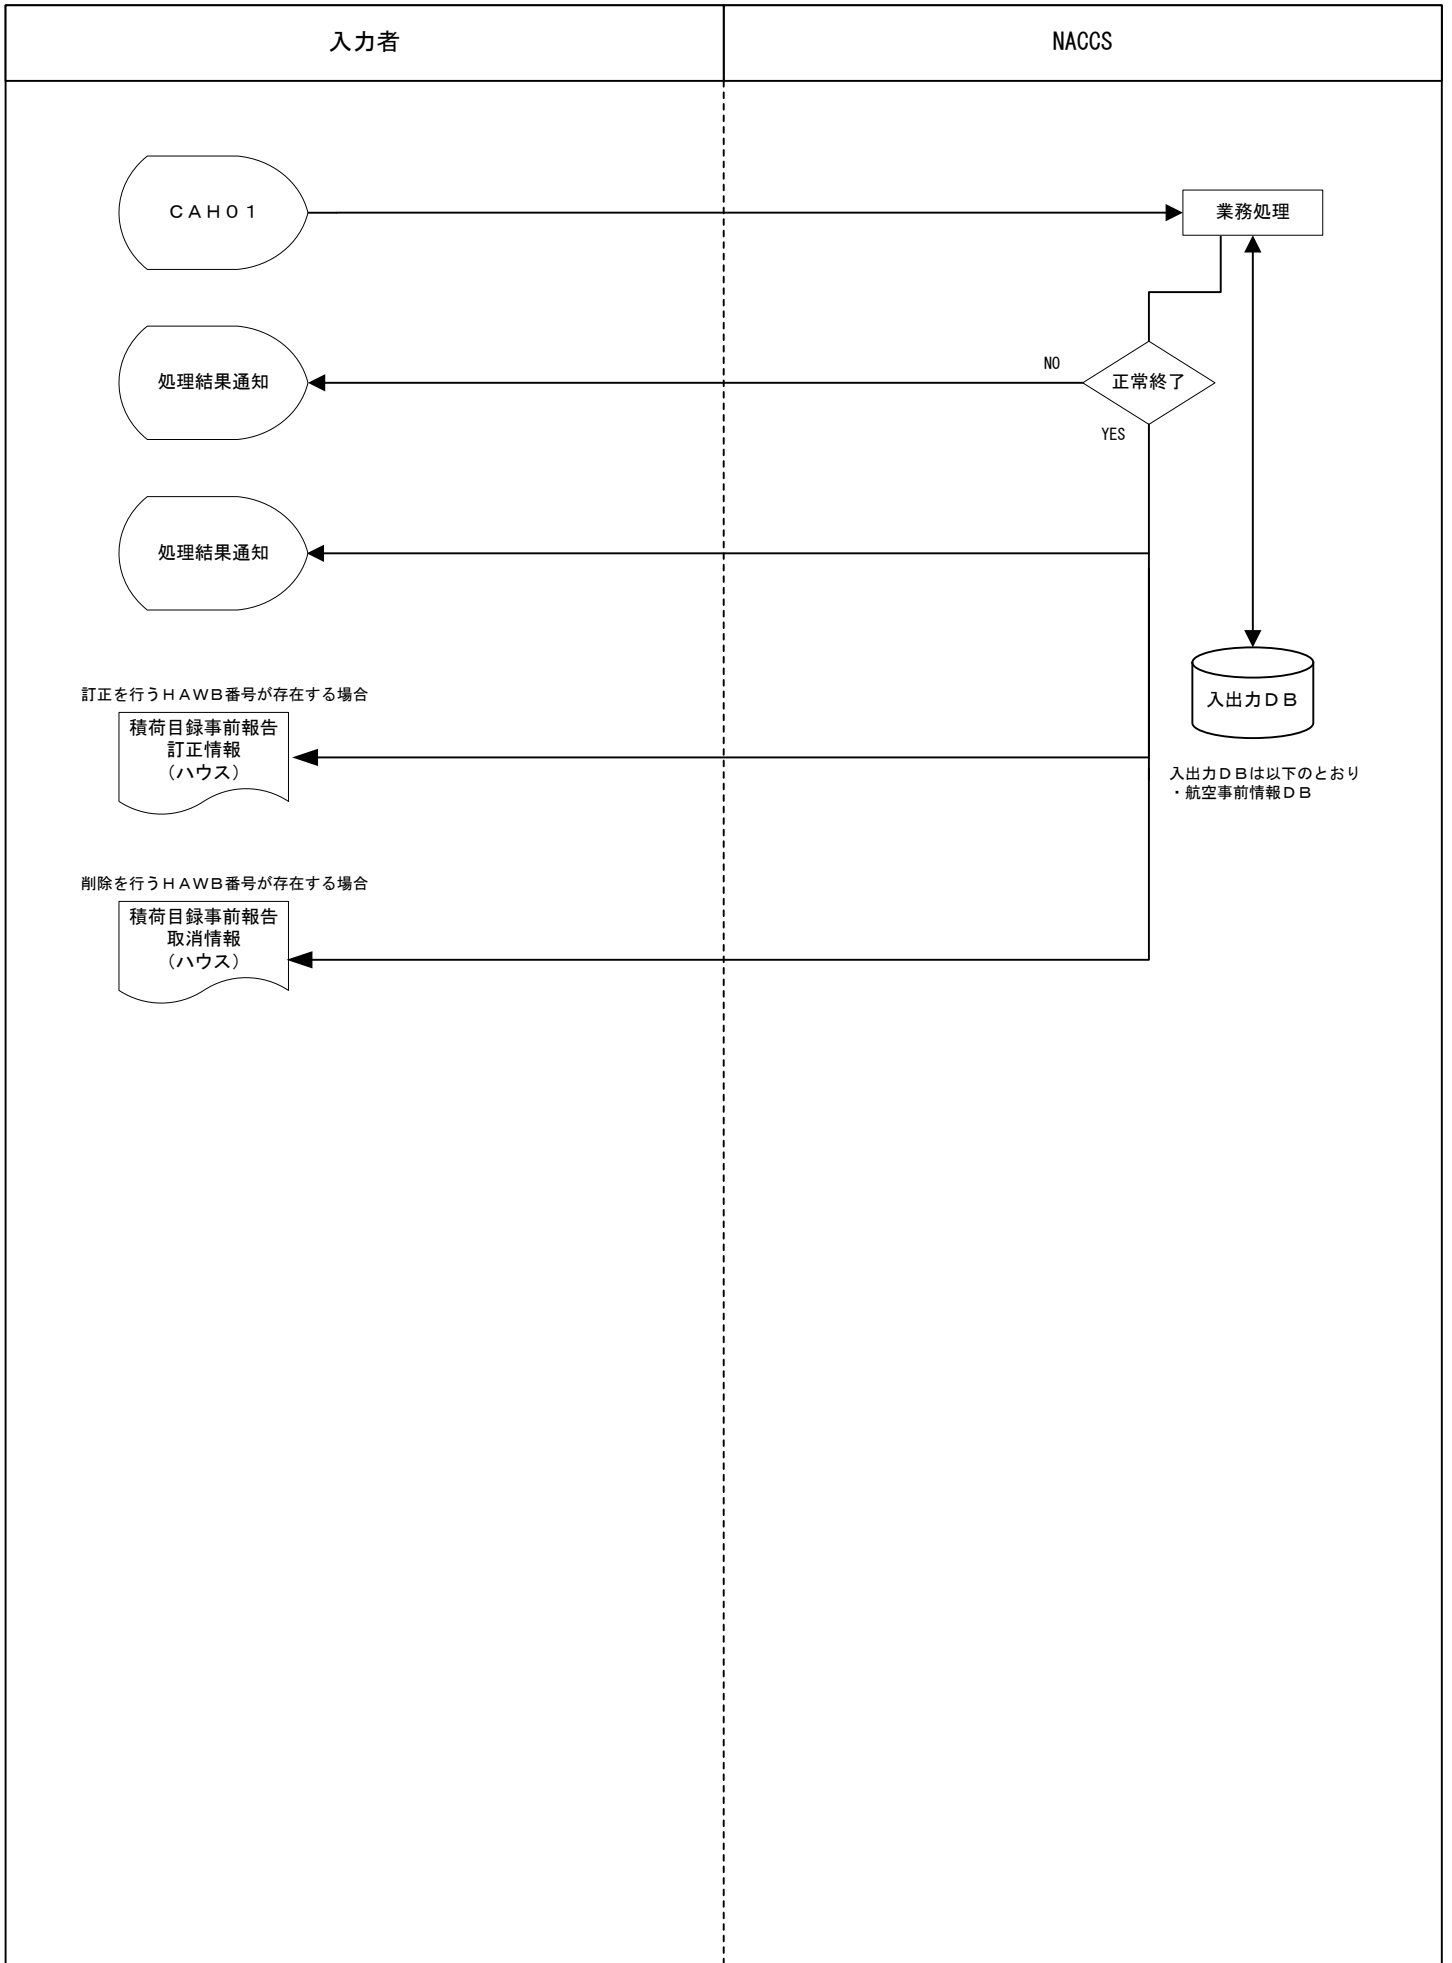 入力者
NACCS
ＣＡＨ０１
業務処理
処理結果通知
NO
正常終了
YES
処理結果通知
入出力ＤＢ
訂正を行うＨＡＷＢ番号が存在する場合
積荷目録事前報告
訂正情報
（ハウス）
入出力ＤＢは以下のとおり
・航空事前情報ＤＢ
削除を行うＨＡＷＢ番号が存在する場合
積荷目録事前報告
取消情報
（ハウス）